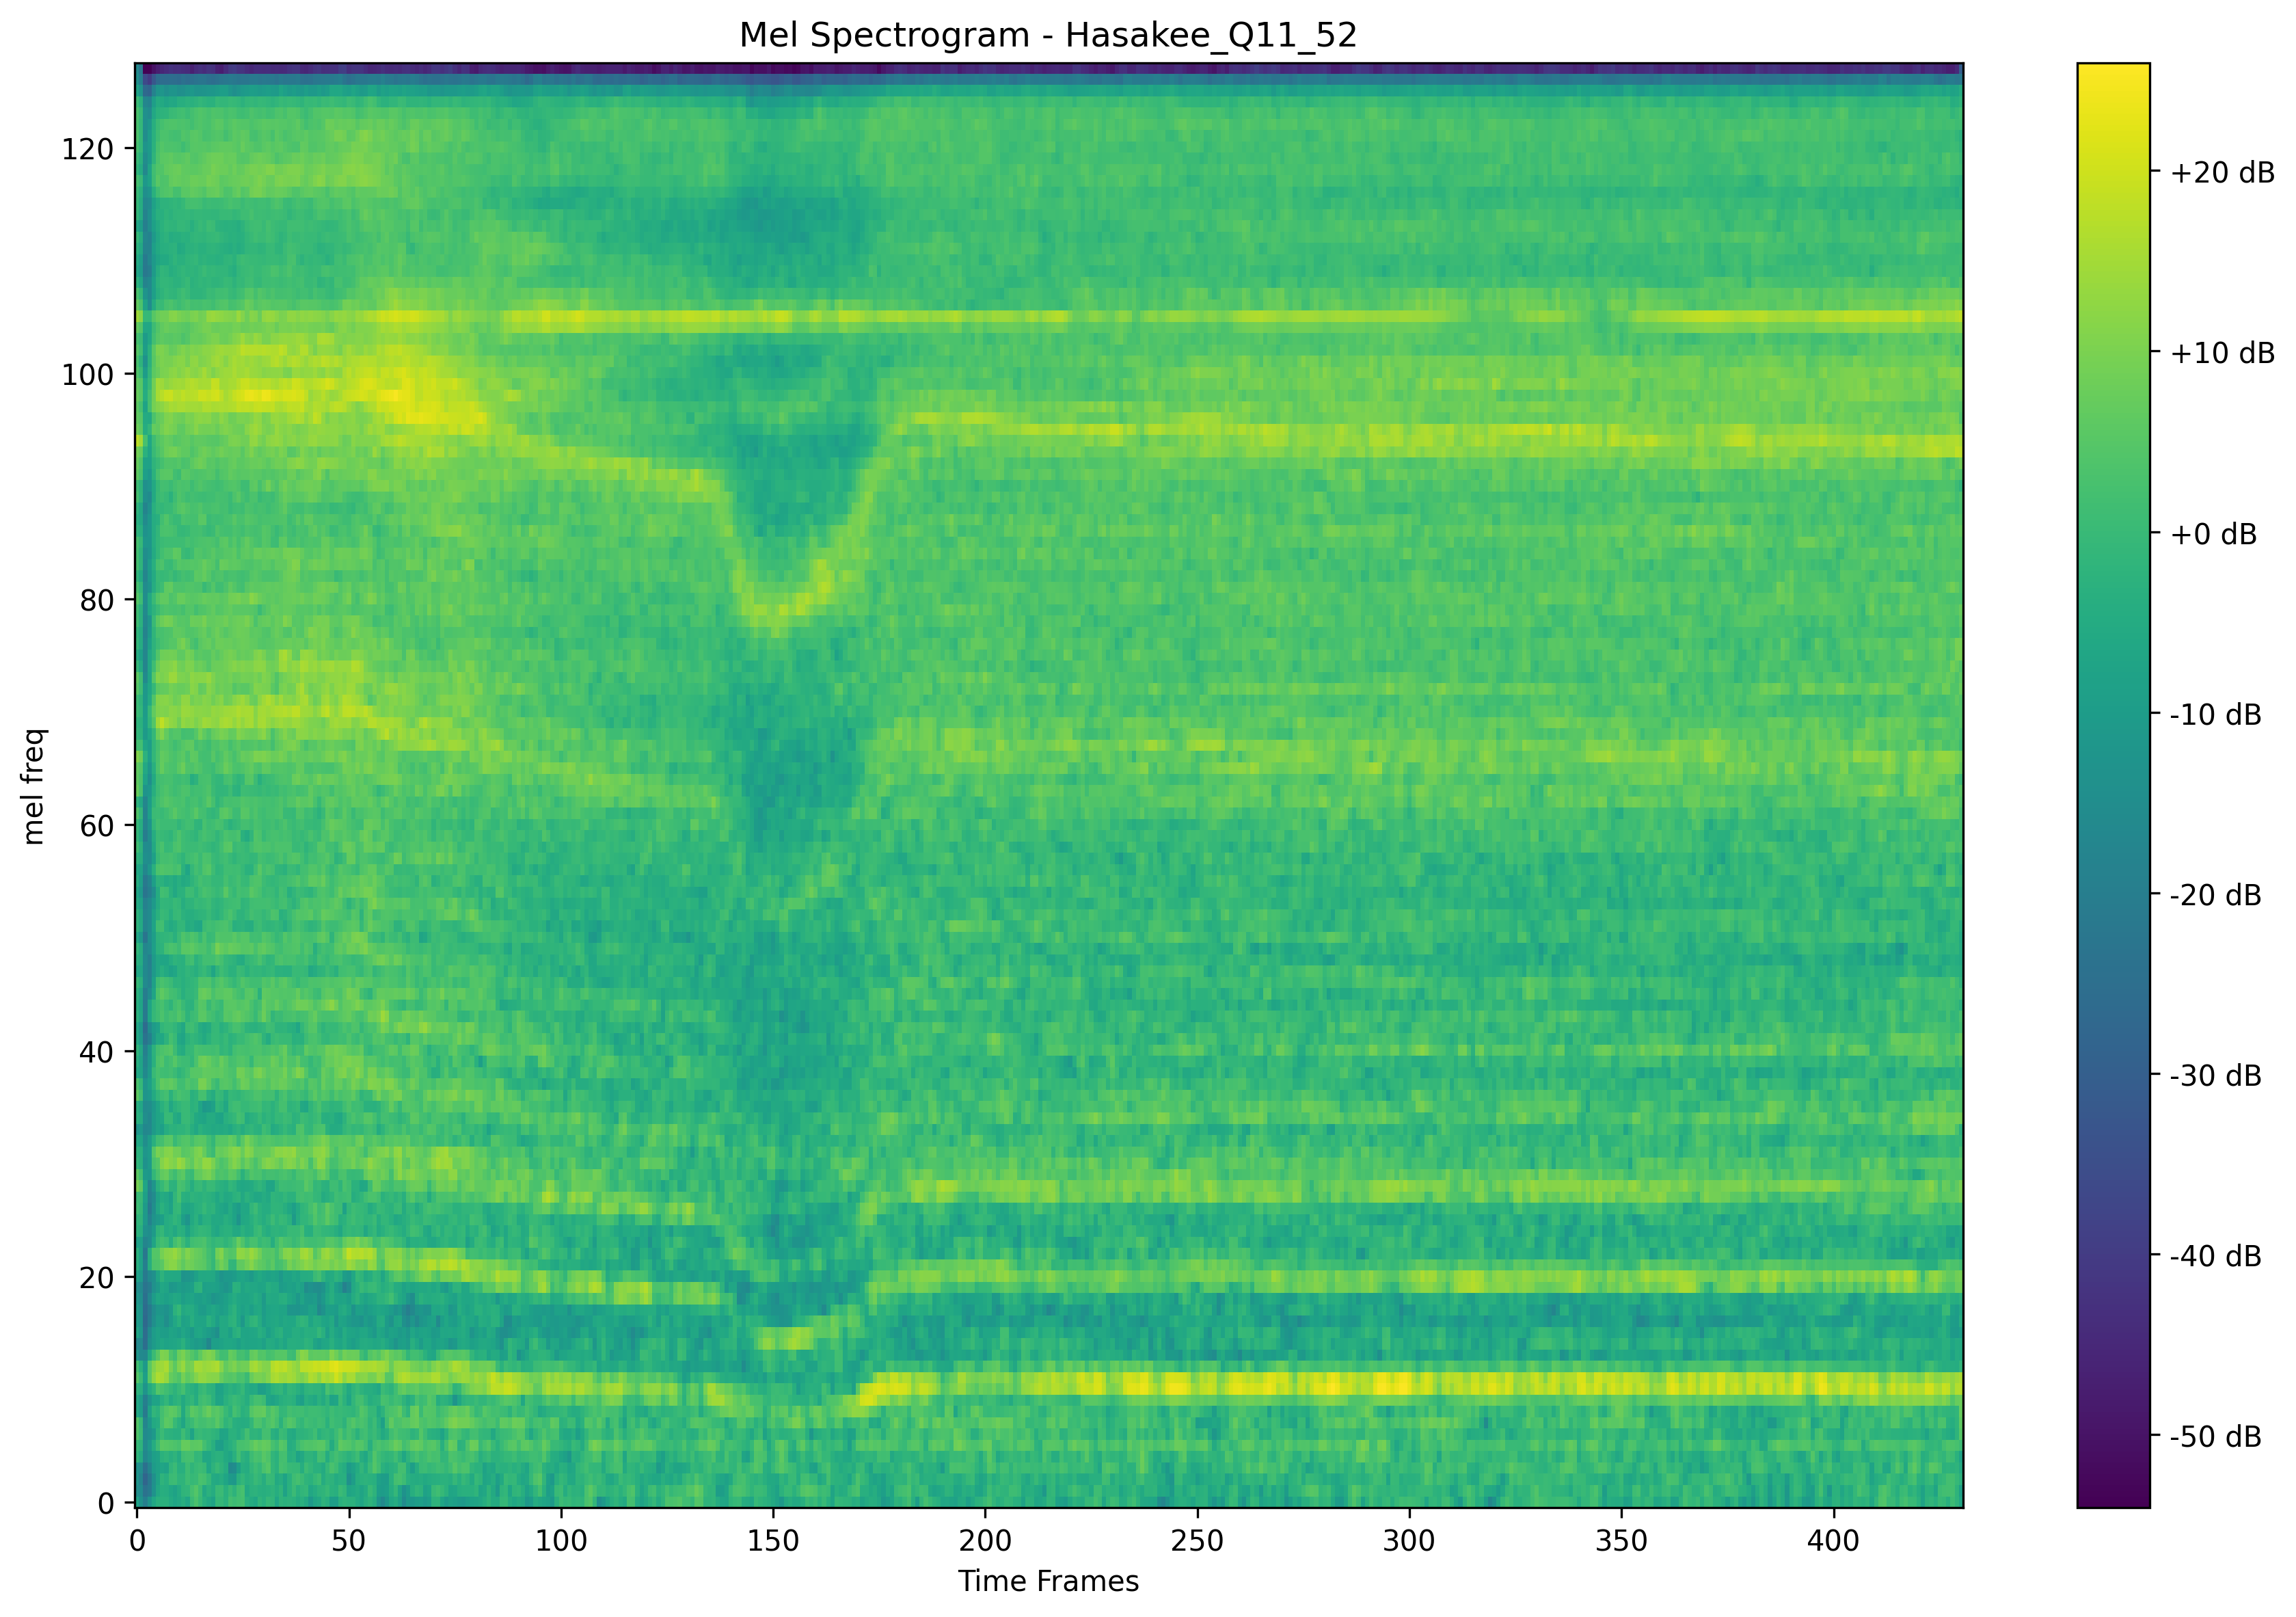 Mel Spectrogram - Hasakee_Q11_52
mel freq
120
100
80
60
40
20
0
0 50 100 150 200 250 300 350 400
Time Frames
+20 dB
+10 dB
+0 dB
-10 dB
-20 dB
-30 dB
-40 dB
-50 dB